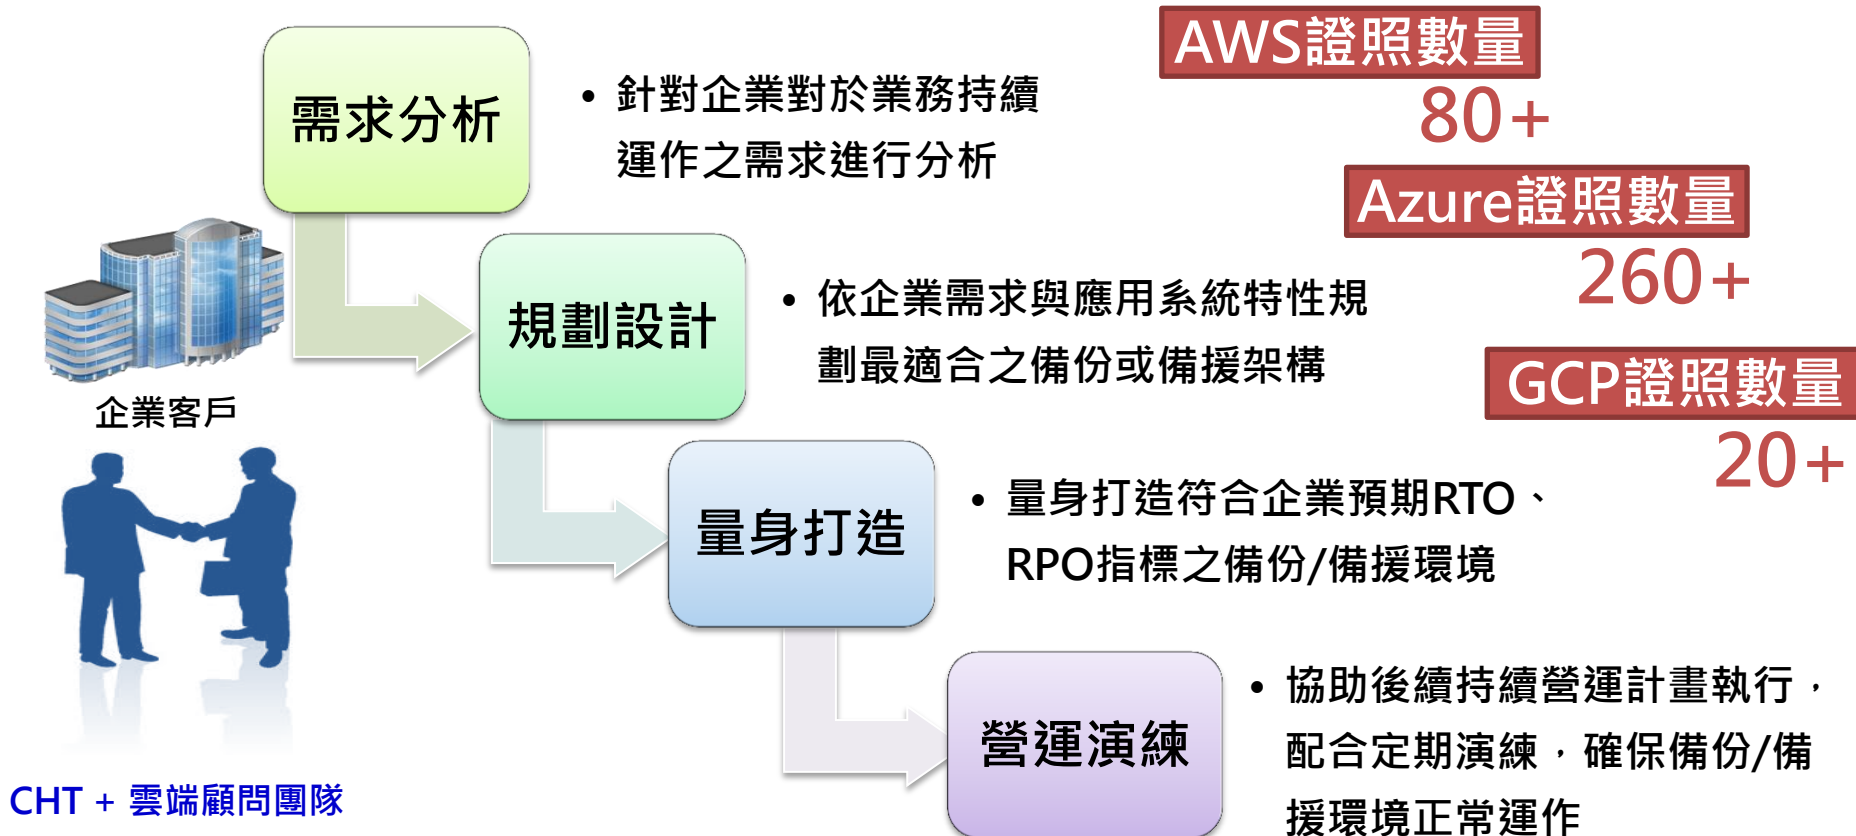 需求分析
• 針對企業對於業務持續
運作之需求進行分析
AWS證照數量
80+
Azure證照數量
260+
GCP證照數量
20+
規劃設計
• 依企業需求與應用系統特性規
劃最適合之備份或備援架構
企業客戶
量身打造
• 量身打造符合企業預期RTO、
RPO指標之備份/備援環境
營運演練
• 協助後續持續營運計畫執行，
配合定期演練，確保備份/備
援環境正常運作
CHT + 雲端顧問團隊